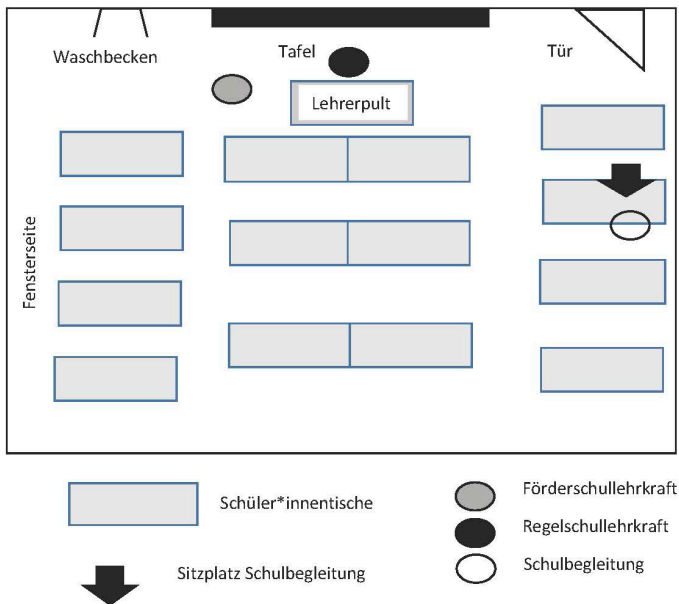 Waschbecken
Tafel
Tür
Lehrerpult
Fensterseite
Schüler*innentische
Sitzplatz Schulbegleitung
Förderschullehrkraft
Regelschullehrkraft
Schulbegleitung